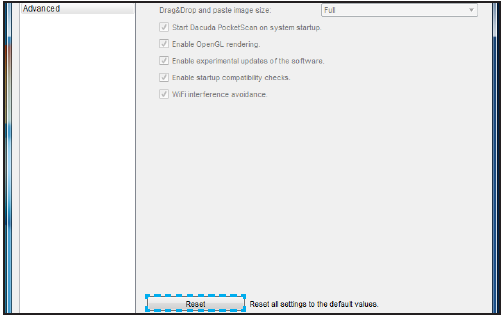 Advanced
Drag&Drop and paste image size: Full
Start Dacuda PocketScan on system startup.
Enable OpenGL rendering.
Enable experimental updates of the software.
Enable startup compatibility checks.
WiFi interference avoidance.
Reset Reset all settings to the default values.